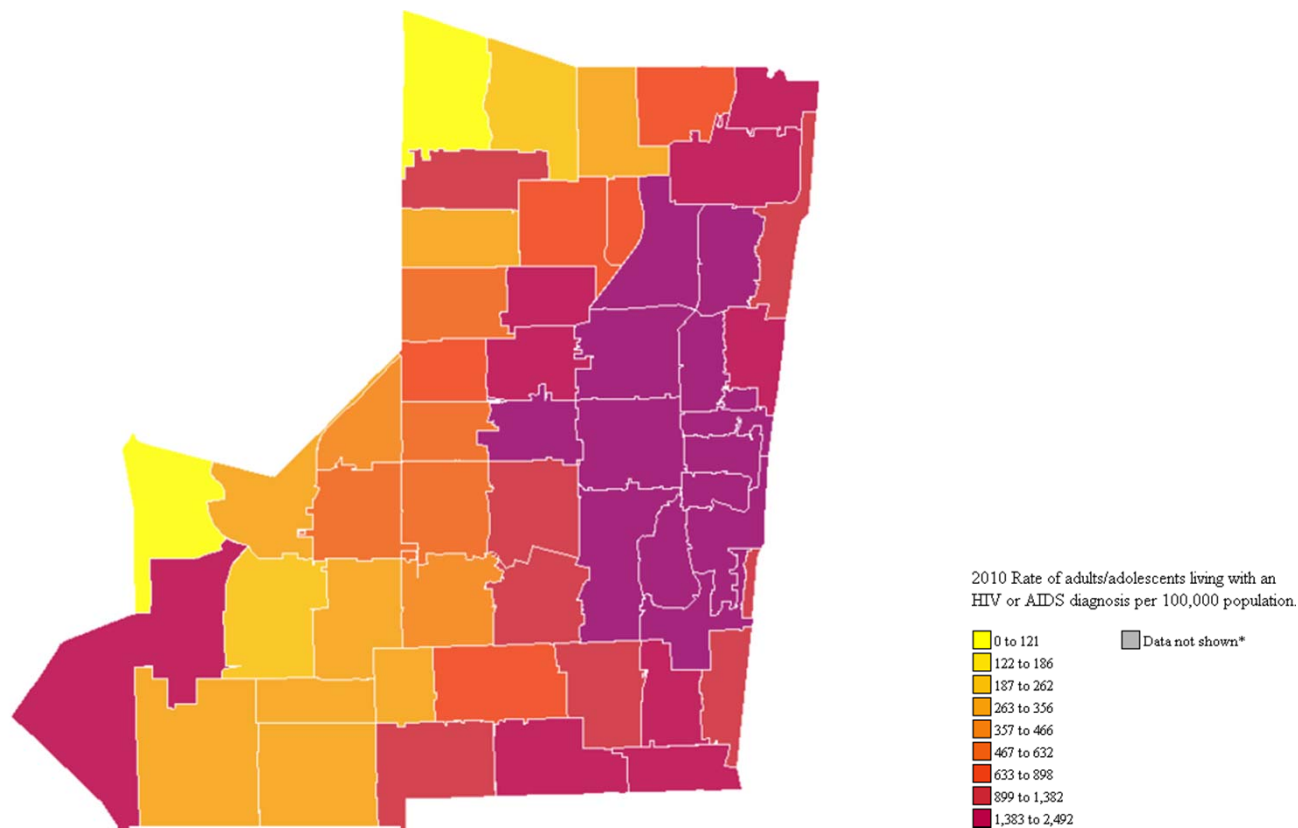 2010 Rate of adults/adolescents living with an
HIV or AIDS diagnosis per 100,000 population.
0 to 121
Data not shown*
122 to 186
187 to 262
263 to 356
357 to 466
467 to 632
633 to 898
899 to 1,382
1,383 to 2,492